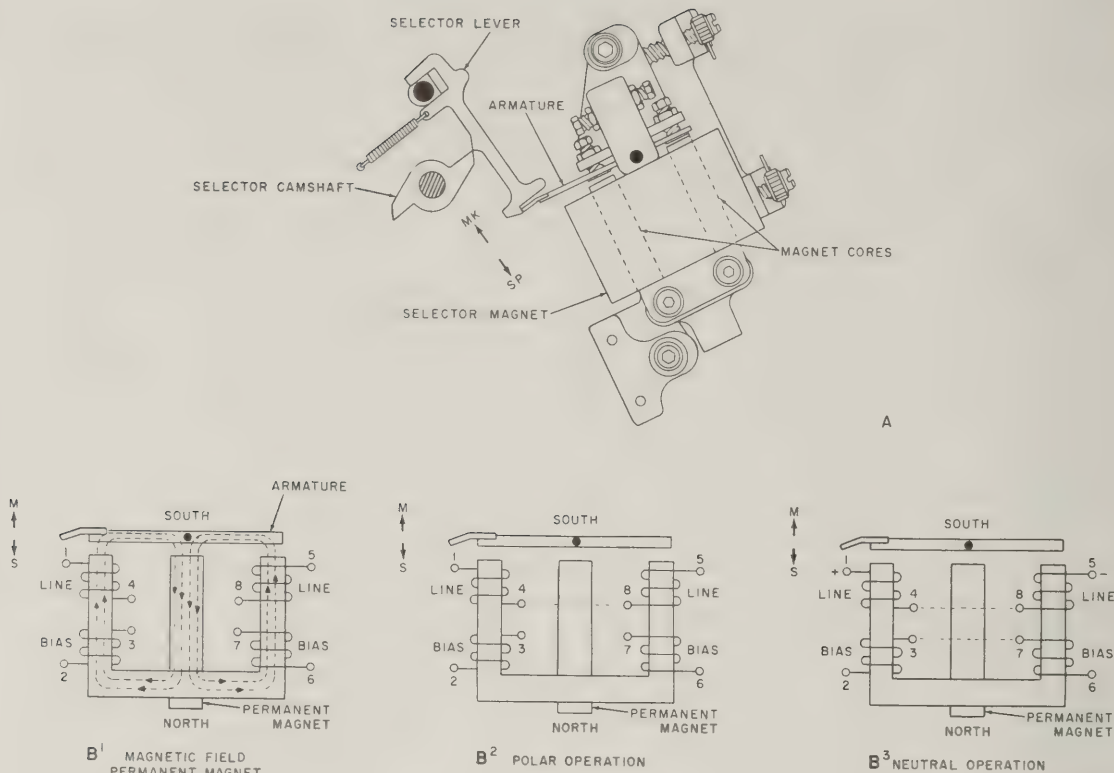 SELECTOR LEVER
ARMATURE
SELECTOR CAMSHAFT
MK
SP
MAGNET CORES
SELECTOR MAGNET
A
ARMATURE
M
S
SOUTH
1
5
LINE
4
8
LINE
BIAS
3
7
BIAS
2
6
NORTH
PERMANENT
MAGNET
B¹ MAGNETIC FIELD
PERMANENT MAGNET
M
S
SOUTH
1
5
LINE
4
8
LINE
BIAS
3
7
BIAS
2
6
NORTH
PERMANENT
MAGNET
B² POLAR OPERATION
M
S
SOUTH
1
+
5
-
LINE
4
8
LINE
BIAS
3
7
BIAS
2
6
NORTH
PERMANENT
MAGNET
B³ NEUTRAL OPERATION